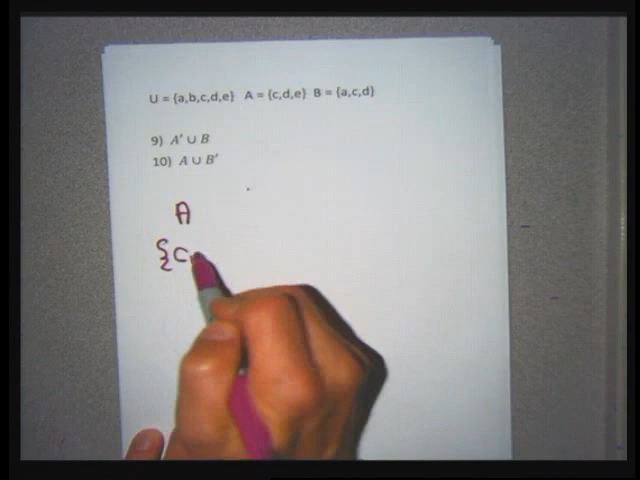 U = {a,b,c,d,e} A = {c,d,e} B = {a,c,d}
9) A′ ∪ B
10) A ∪ B′
A
{c,